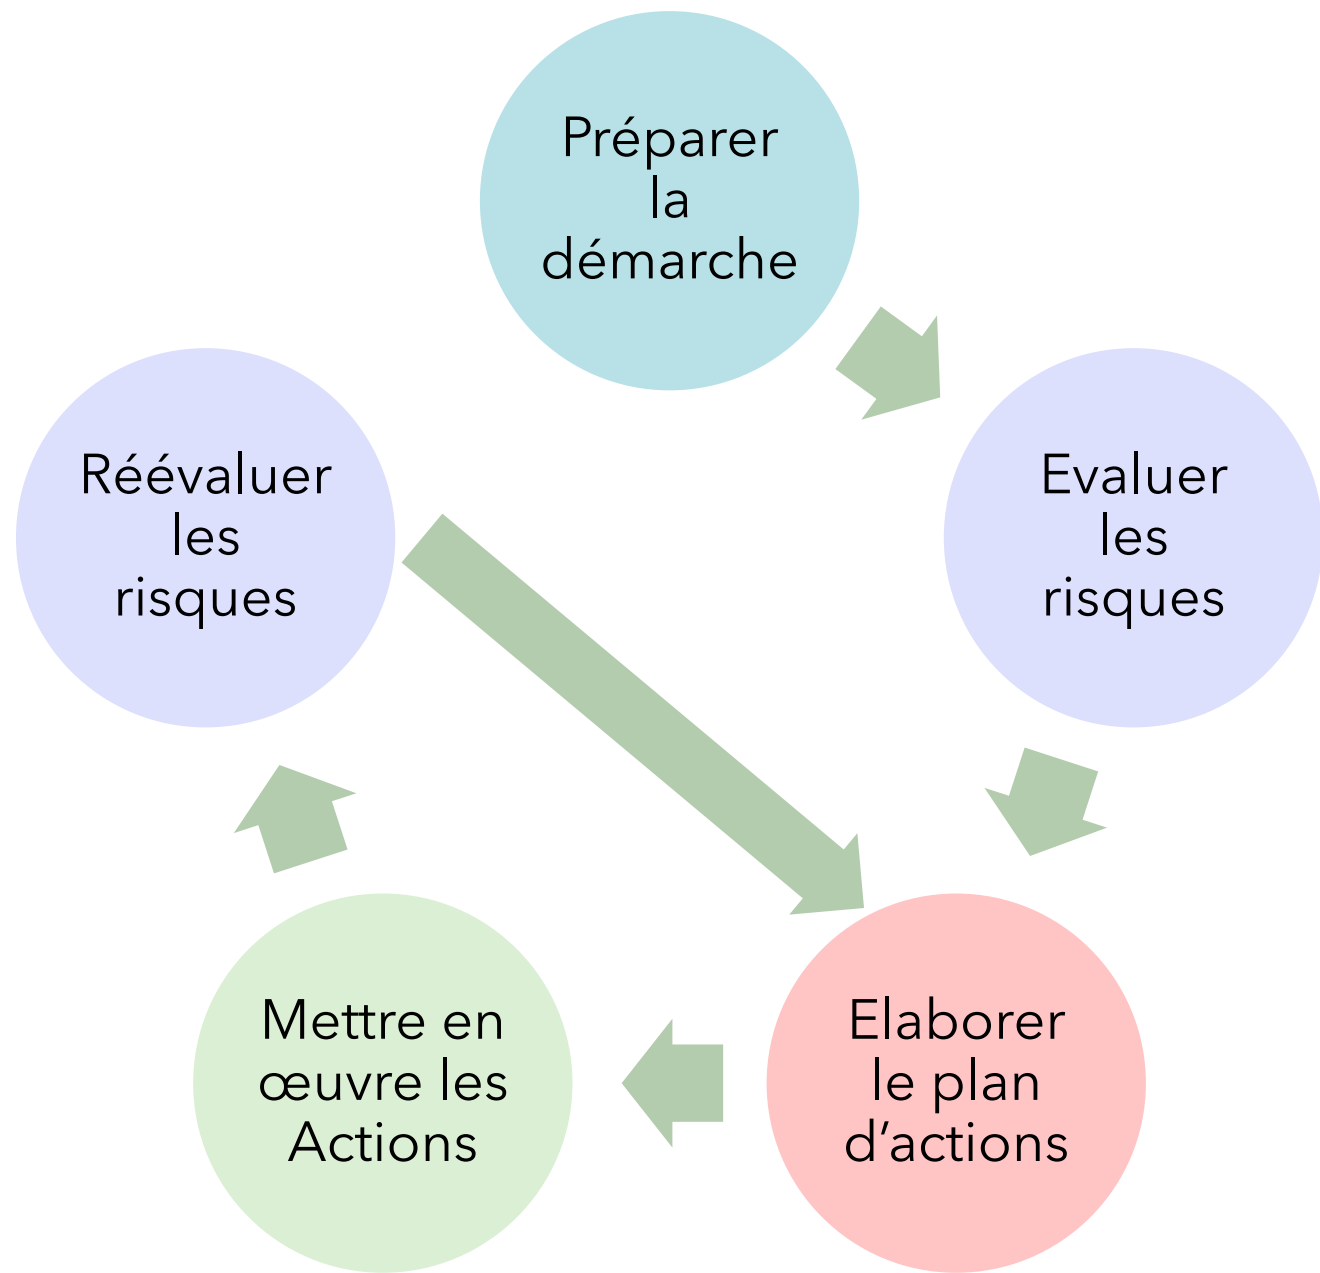 Préparer
la
démarche
Evaluer
les
risques
Elaborer
le plan
d’actions
Mettre en
œuvre les
Actions
Réévaluer
les
risques